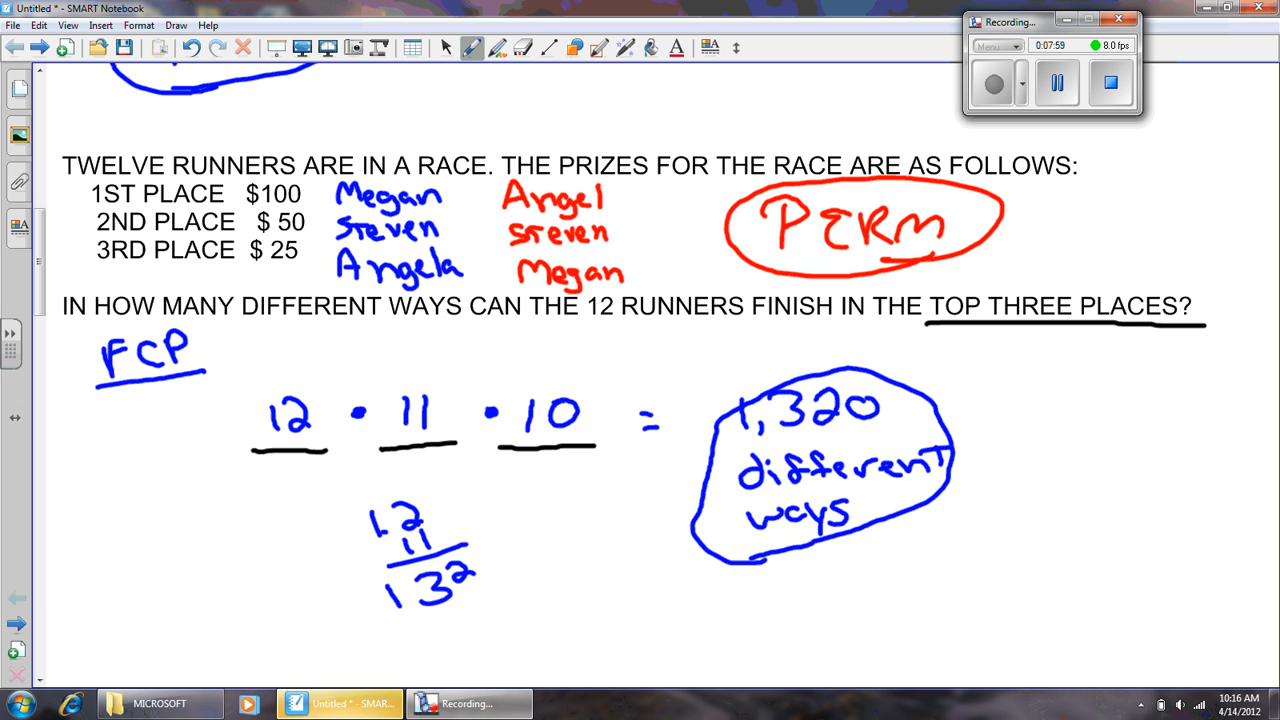 Untitled * - SMART Notebook
File Edit View Insert Format Draw Help
Recording...
Menu 0:07:59 8.0 fps
TWELVE RUNNERS ARE IN A RACE. THE PRIZES FOR THE RACE ARE AS FOLLOWS:
1ST PLACE $100 Megan Angel
2ND PLACE $ 50 Steven Steven
3RD PLACE $ 25 Angela Megan
PERM
IN HOW MANY DIFFERENT WAYS CAN THE 12 RUNNERS FINISH IN THE TOP THREE PLACES?
FCP
12 • 11 • 10 = 1,320
different
ways
12
11
132
MICROSOFT Untitled * - SMAR... Recording...
10:16 AM
4/14/2012